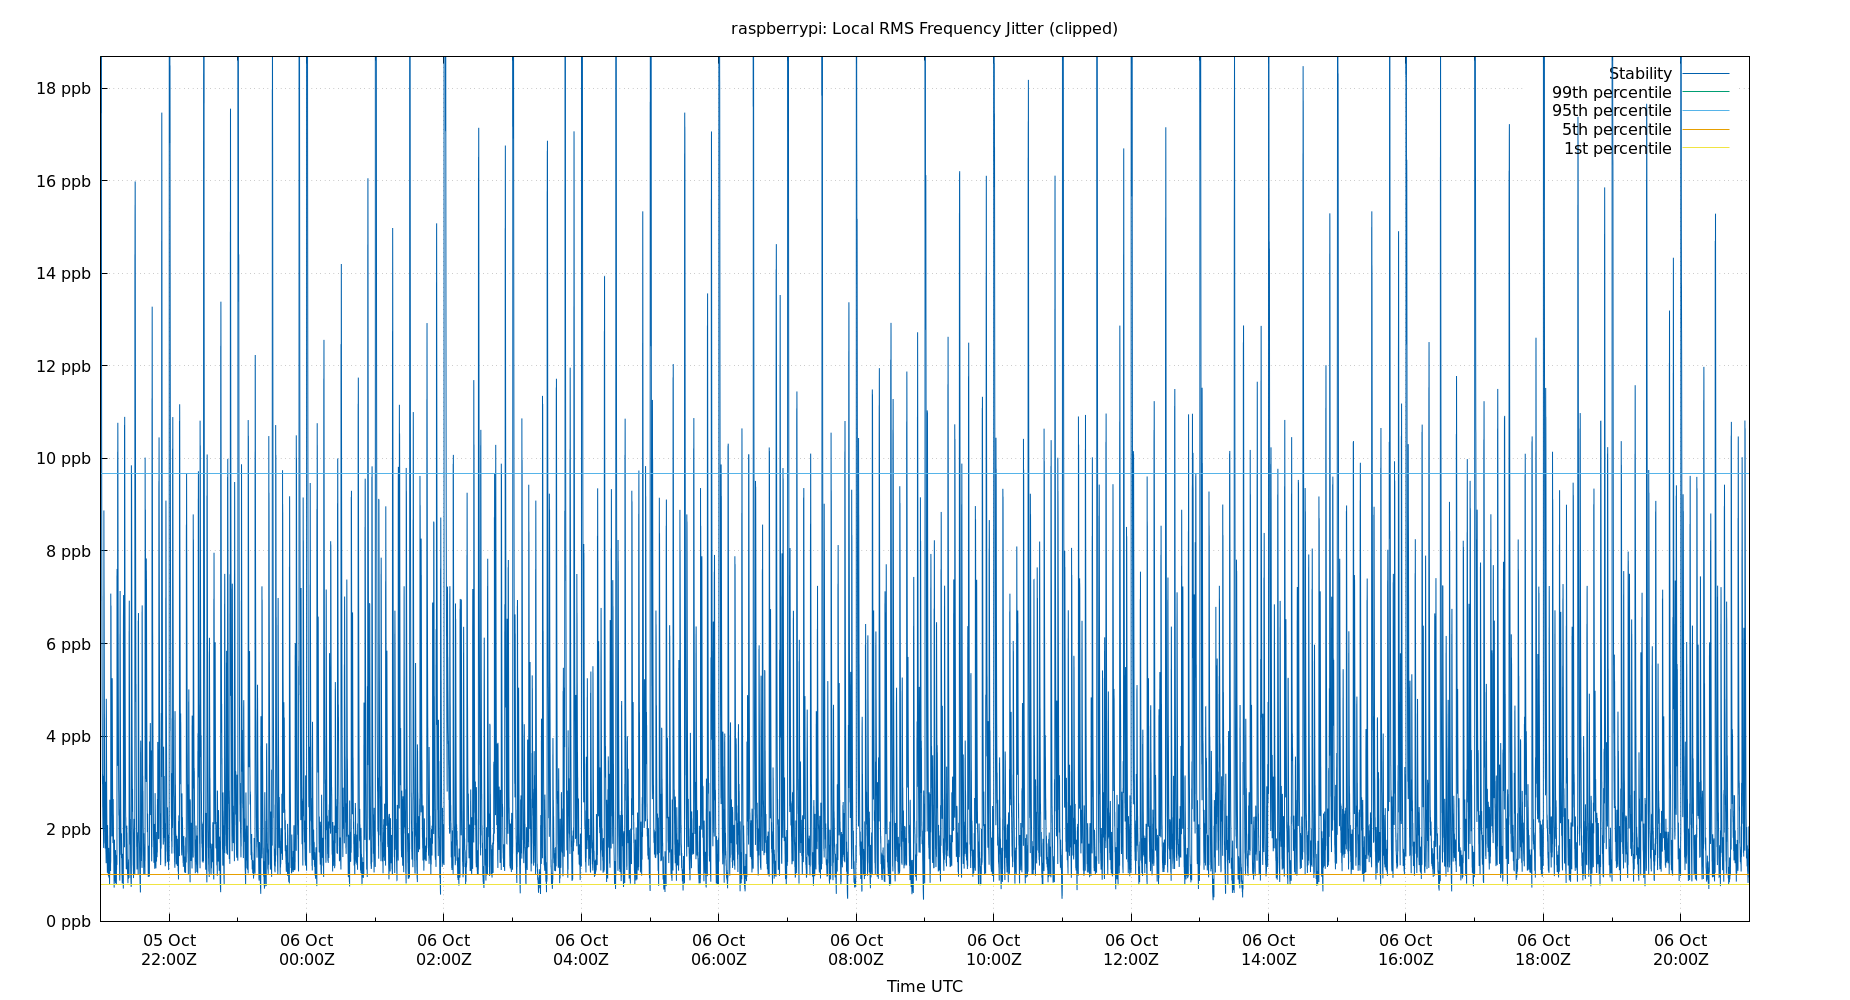 raspberrypi: Local RMS Frequency Jitter (clipped)
18 ppb
16 ppb
14 ppb
12 ppb
10 ppb
8 ppb
6 ppb
4 ppb
2 ppb
0 ppb
Stability
99th percentile
95th percentile
5th percentile
1st percentile
05 Oct 06 Oct 06 Oct 06 Oct 06 Oct 06 Oct 06 Oct 06 Oct 06 Oct 06 Oct 06 Oct 06 Oct
22:00Z 00:00Z 02:00Z 04:00Z 06:00Z 08:00Z 10:00Z 12:00Z 14:00Z 16:00Z 18:00Z 20:00Z
Time UTC